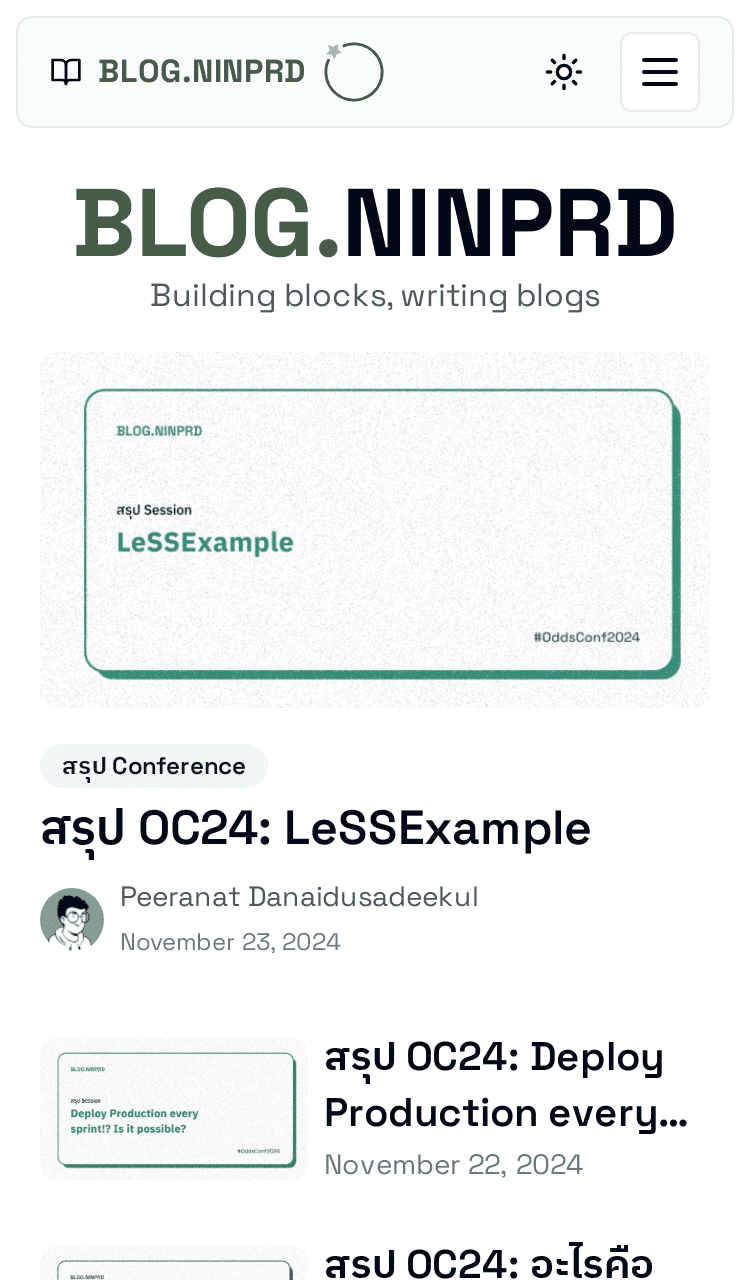 BLOG.NINPRD
BLOG.NINPRD
Building blocks, writing blogs
BLOG.NINPRD
สรุป Session
LeSSExample
#OddsConf2024
สรุป Conference
สรุป OC24: LeSSExample
Peeranat Danaidusadeekul
November 23, 2024
BLOG.NINPRD
สรุป Session
Deploy Production every
sprint!? Is it possible?
#OddsConf2024
สรุป OC24: Deploy
Production every...
November 22, 2024
BLOG.NINPRD
สรุป OC24: อะไรคือ